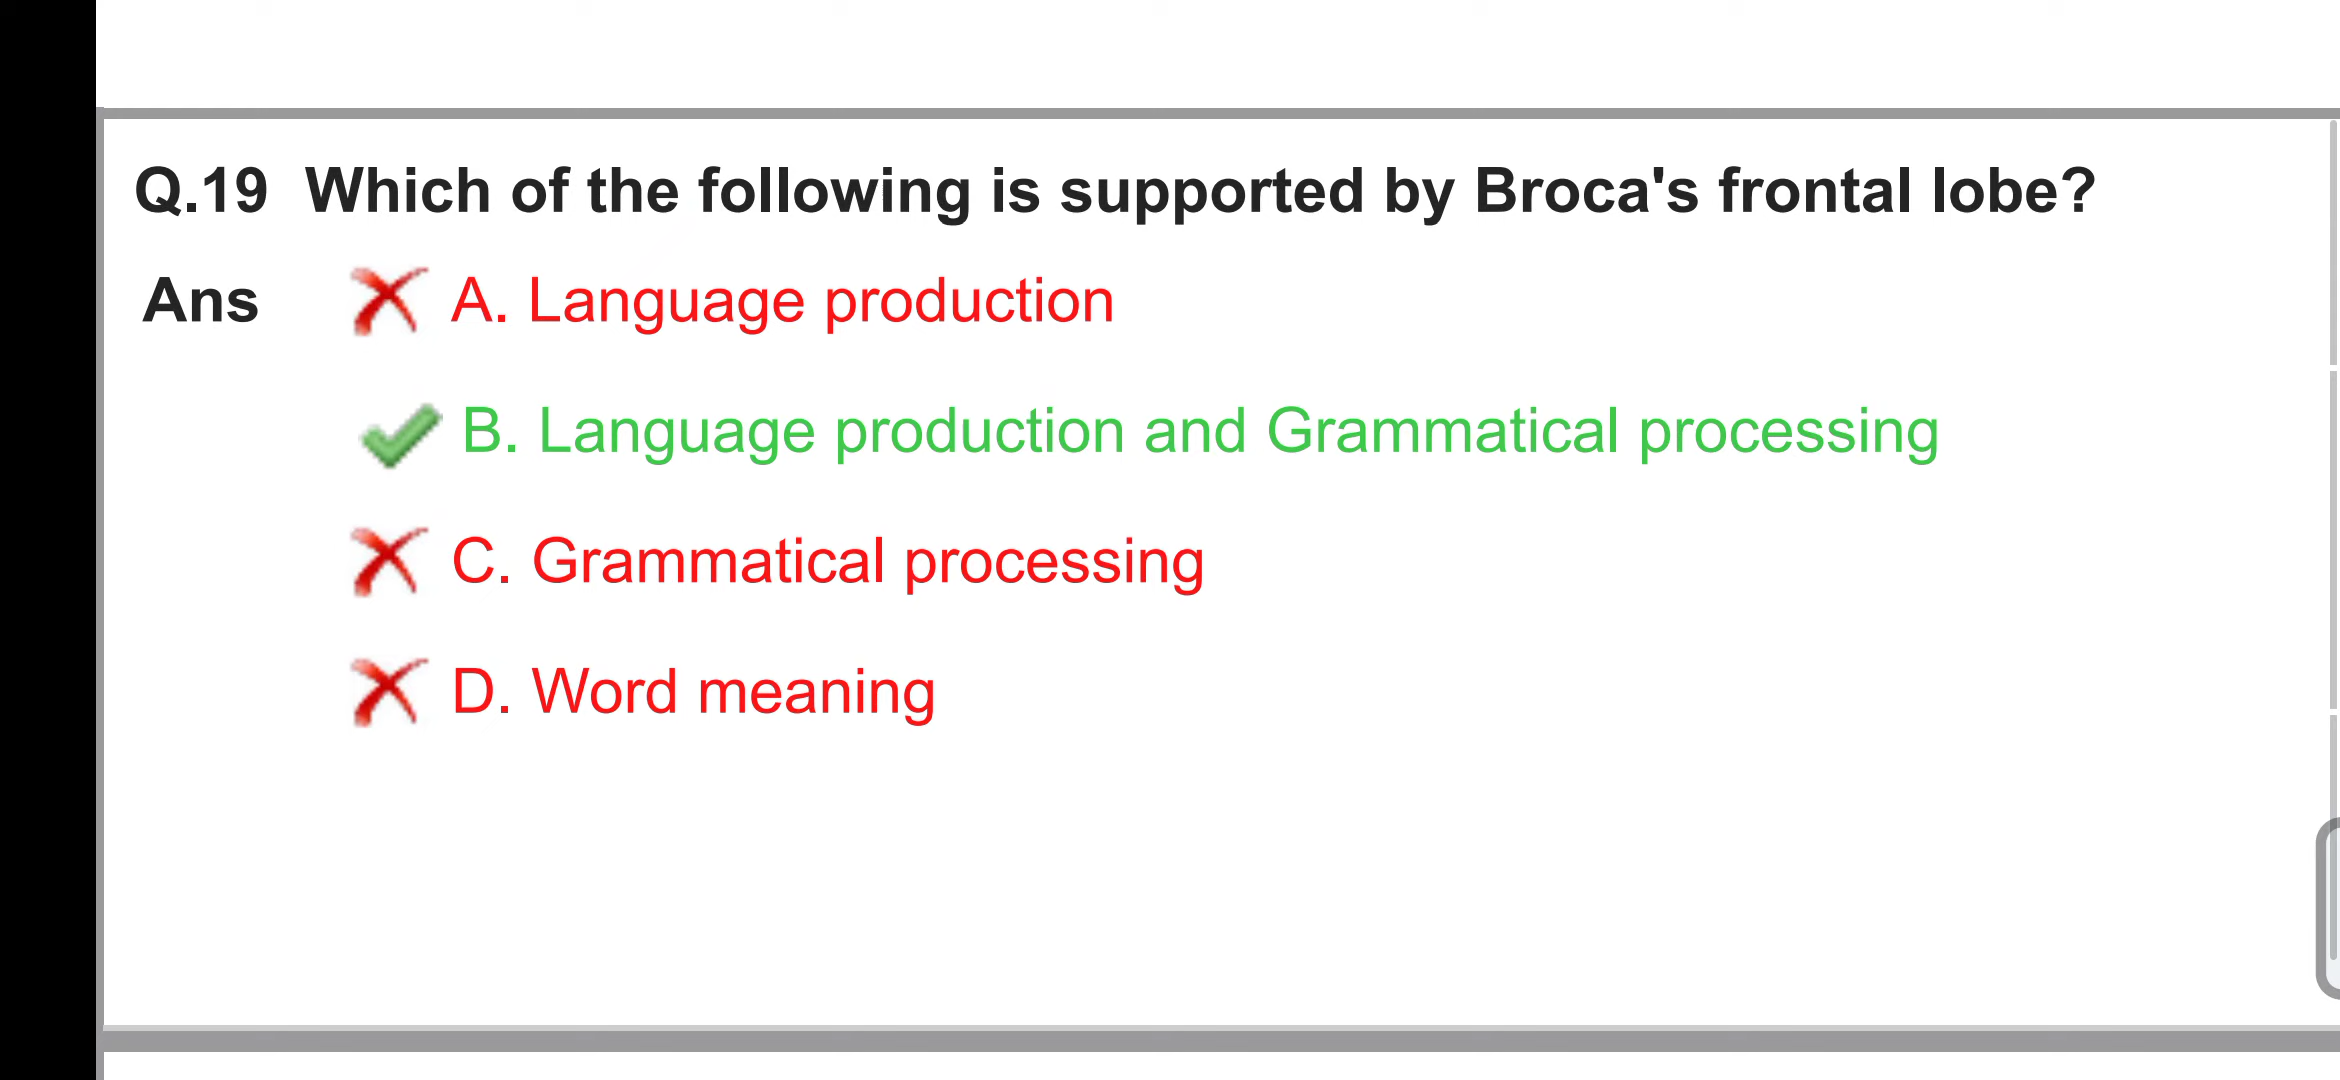 Q.19 Which of the following is supported by Broca's frontal lobe?
Ans A. Language production
B. Language production and Grammatical processing
C. Grammatical processing
D. Word meaning